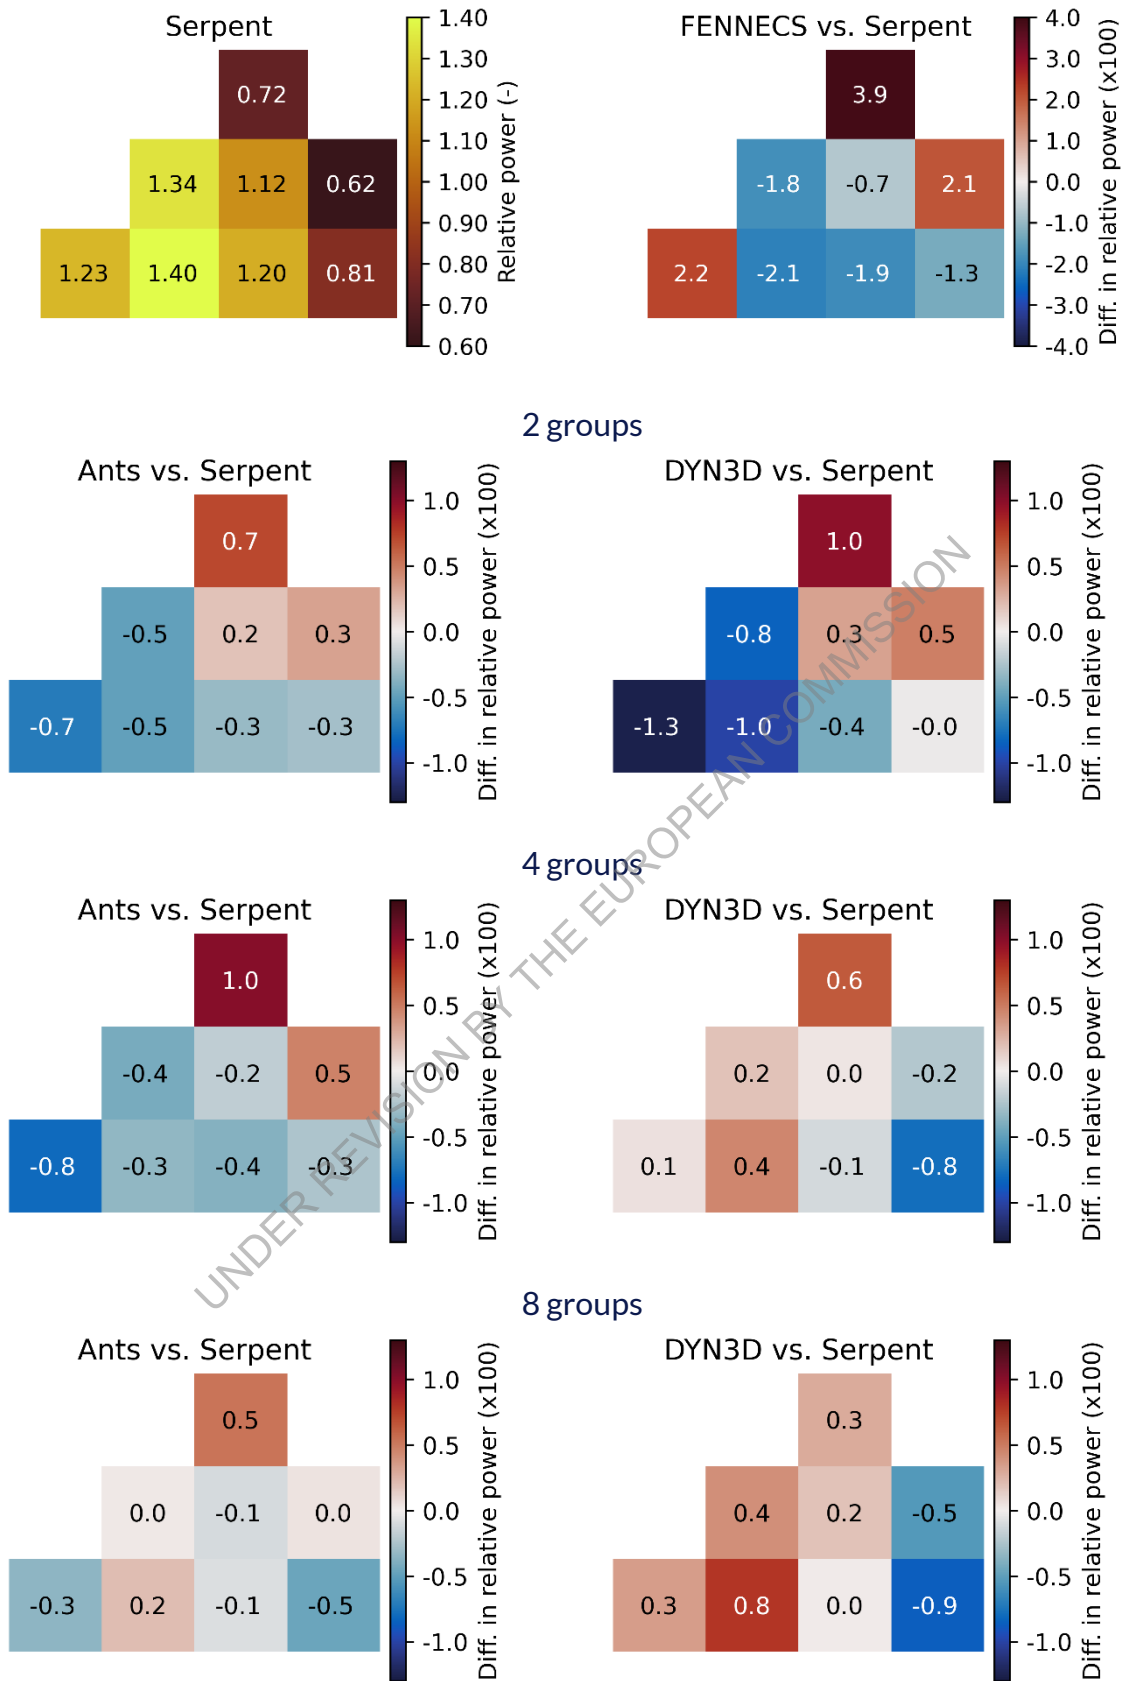 Serpent
0.72
1.34 1.12 0.62
1.23 1.40 1.20 0.81
1.40
1.30
1.20
1.10
1.00
0.90
0.80
0.70
0.60
Relative power (-)
FENNECS vs. Serpent
3.9
-1.8 -0.7 2.1
2.2 -2.1 -1.9 -1.3
4.0
3.0
2.0
1.0
0.0
-1.0
-2.0
-3.0
-4.0
Diff. in relative power (x100)
2 groups
Ants vs. Serpent
0.7
-0.5 0.2 0.3
-0.7 -0.5 -0.3 -0.3
1.0
0.5
0.0
-0.5
-1.0
Diff. in relative power (x100)
DYN3D vs. Serpent
1.0
-0.8 0.3 0.5
-1.3 -1.0 -0.4 -0.0
1.0
0.5
0.0
-0.5
-1.0
Diff. in relative power (x100)
4 groups
Ants vs. Serpent
1.0
-0.4 -0.2 0.5
-0.8 -0.3 -0.4 -0.3
1.0
0.5
0.0
-0.5
-1.0
Diff. in relative power (x100)
DYN3D vs. Serpent
0.6
0.2 0.0 -0.2
0.1 0.4 -0.1 -0.8
1.0
0.5
0.0
-0.5
-1.0
Diff. in relative power (x100)
8 groups
Ants vs. Serpent
0.5
0.0 -0.1 0.0
-0.3 0.2 -0.1 -0.5
1.0
0.5
0.0
-0.5
-1.0
Diff. in relative power (x100)
DYN3D vs. Serpent
0.3
0.4 0.2 -0.5
0.3 0.8 0.0 -0.9
1.0
0.5
0.0
-0.5
-1.0
Diff. in relative power (x100)
UNDER REVISION BY THE EUROPEAN COMMISSION